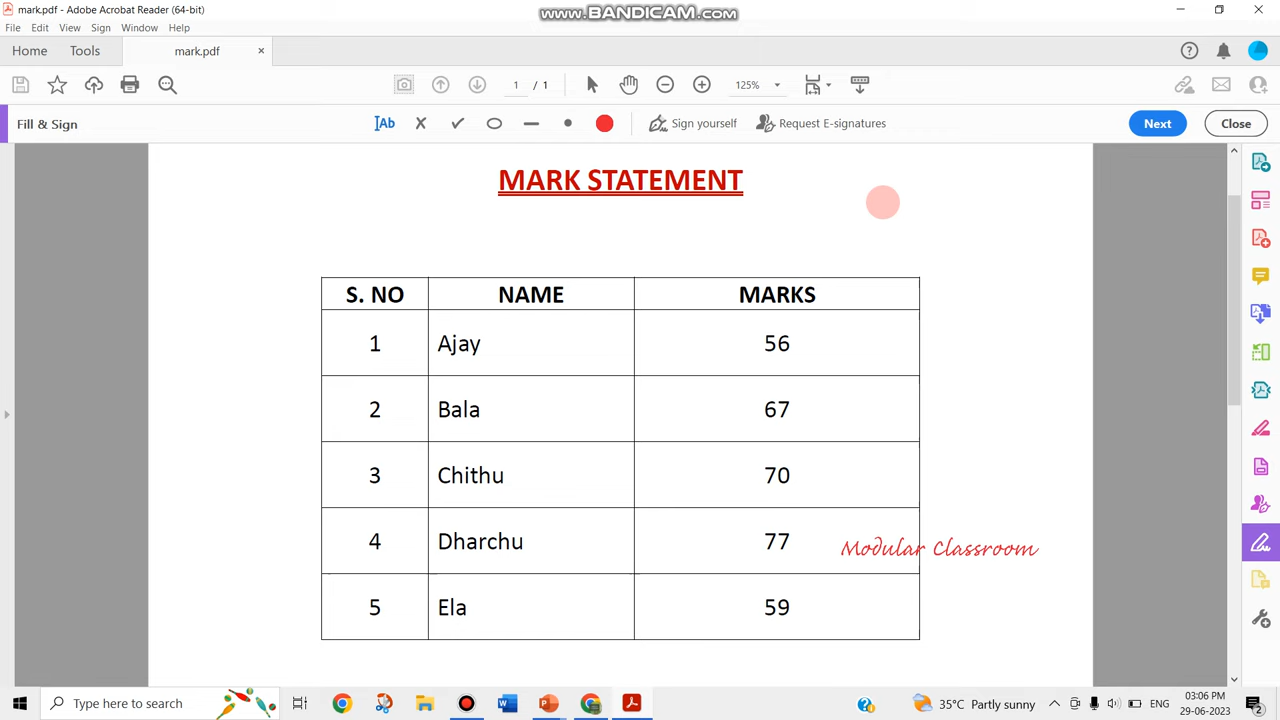 mark.pdf - Adobe Acrobat Reader (64-bit)
www.BANDICAM.com
File Edit View Sign Window Help
Home Tools mark.pdf ×
1 / 1 125%
Fill & Sign Ab Sign yourself Request E-signatures Next Close
MARK STATEMENT
S. NO NAME MARKS
1 Ajay 56
2 Bala 67
3 Chithu 70
4 Dharchu 77
Modular Classroom
5 Ela 59
Type here to search
35°C Partly sunny
03:06 PM
29-06-2023
2